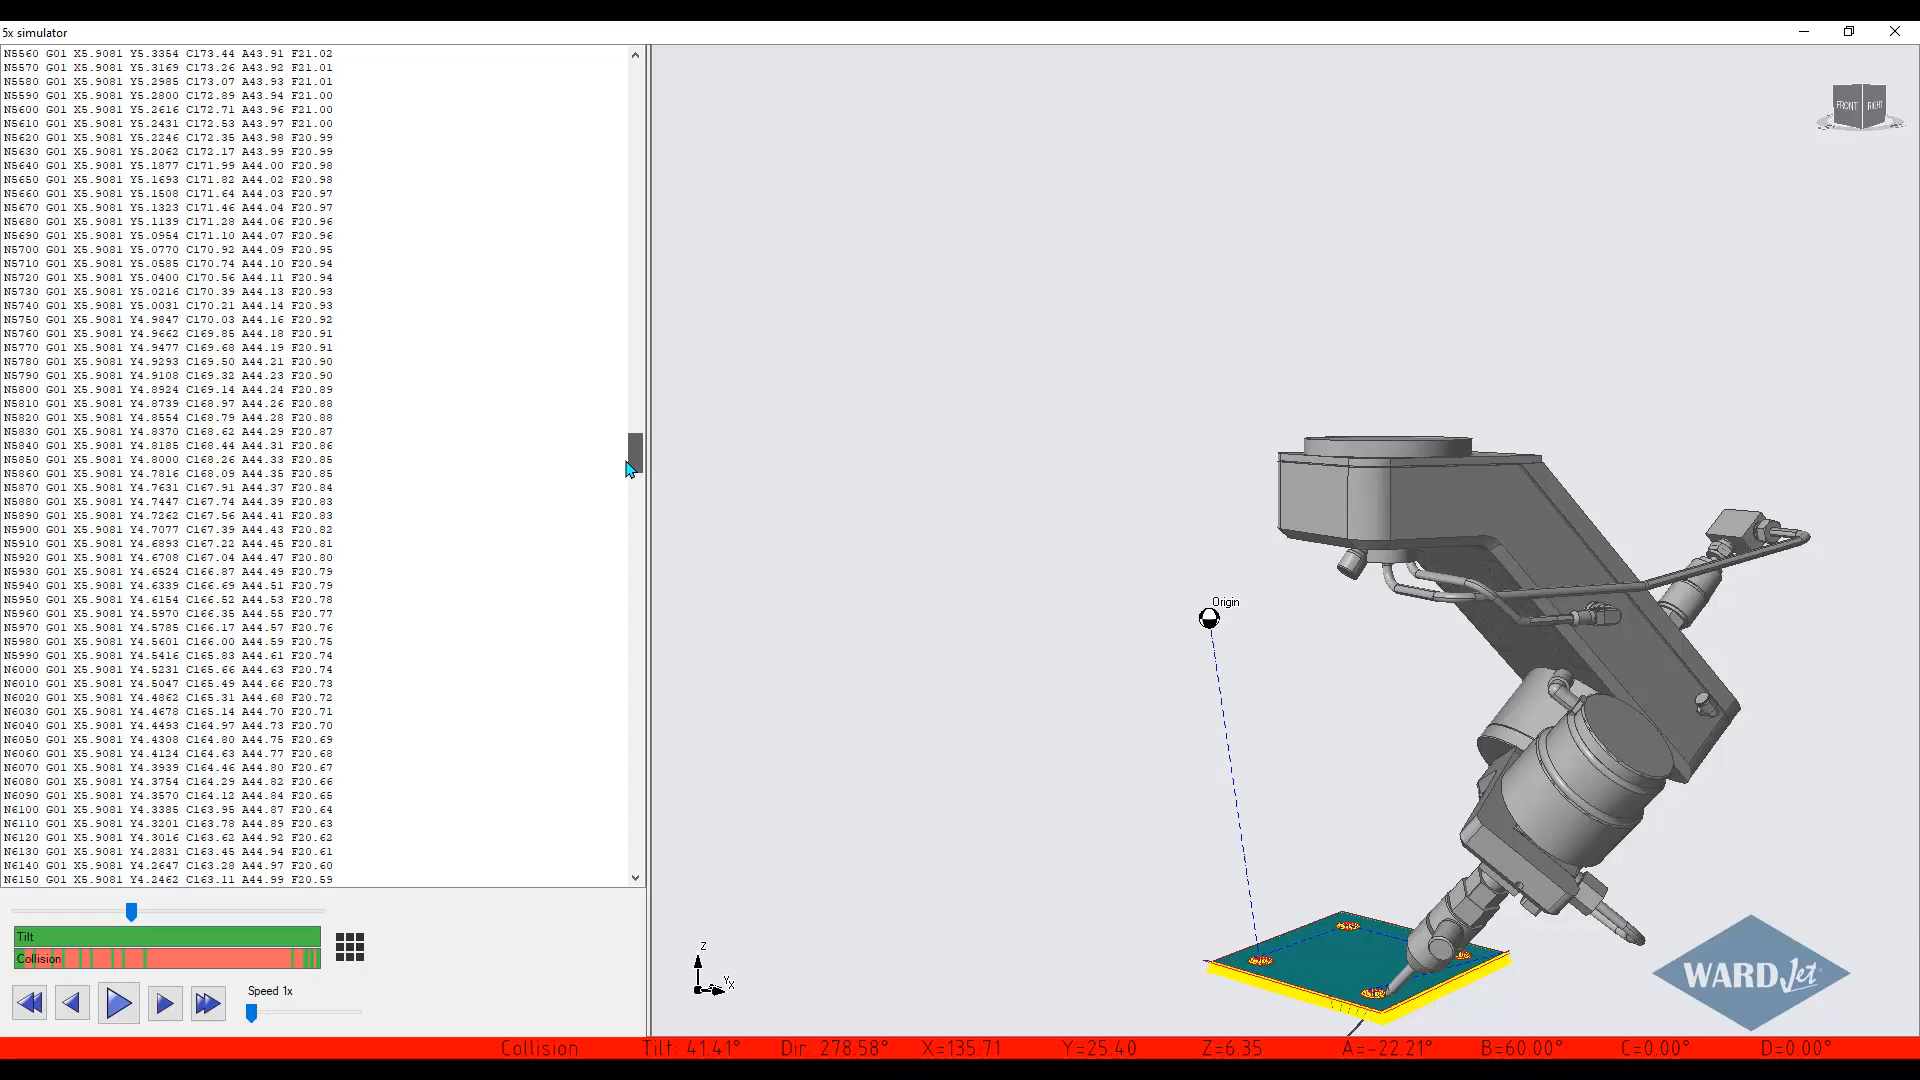 5x simulator
N5560 G01 X5.9081 Y5.3354 C173.44 A43.91 F21.02
N5570 G01 X5.9081 Y5.3169 C173.26 A43.92 F21.01
N5580 G01 X5.9081 Y5.2985 C173.07 A43.93 F21.01
N5590 G01 X5.9081 Y5.2800 C172.89 A43.94 F21.00
N5600 G01 X5.9081 Y5.2616 C172.71 A43.96 F21.00
N5610 G01 X5.9081 Y5.2431 C172.53 A43.97 F21.00
N5620 G01 X5.9081 Y5.2246 C172.35 A43.98 F20.99
N5630 G01 X5.9081 Y5.2062 C172.17 A43.99 F20.99
N5640 G01 X5.9081 Y5.1877 C171.99 A44.00 F20.98
N5650 G01 X5.9081 Y5.1693 C171.82 A44.02 F20.98
N5660 G01 X5.9081 Y5.1508 C171.64 A44.03 F20.97
N5670 G01 X5.9081 Y5.1323 C171.46 A44.04 F20.97
N5680 G01 X5.9081 Y5.1139 C171.28 A44.06 F20.96
N5690 G01 X5.9081 Y5.0954 C171.10 A44.07 F20.96
N5700 G01 X5.9081 Y5.0770 C170.92 A44.09 F20.95
N5710 G01 X5.9081 Y5.0585 C170.74 A44.10 F20.94
N5720 G01 X5.9081 Y5.0400 C170.56 A44.11 F20.94
N5730 G01 X5.9081 Y5.0216 C170.39 A44.13 F20.93
N5740 G01 X5.9081 Y5.0031 C170.21 A44.14 F20.93
N5750 G01 X5.9081 Y4.9847 C170.03 A44.16 F20.92
N5760 G01 X5.9081 Y4.9662 C169.85 A44.18 F20.91
N5770 G01 X5.9081 Y4.9477 C169.68 A44.19 F20.91
N5780 G01 X5.9081 Y4.9293 C169.50 A44.21 F20.90
N5790 G01 X5.9081 Y4.9108 C169.32 A44.23 F20.90
N5800 G01 X5.9081 Y4.8924 C169.14 A44.24 F20.89
N5810 G01 X5.9081 Y4.8739 C168.97 A44.26 F20.88
N5820 G01 X5.9081 Y4.8554 C168.79 A44.28 F20.88
N5830 G01 X5.9081 Y4.8370 C168.62 A44.29 F20.87
N5840 G01 X5.9081 Y4.8185 C168.44 A44.31 F20.86
N5850 G01 X5.9081 Y4.8000 C168.26 A44.33 F20.85
N5860 G01 X5.9081 Y4.7816 C168.09 A44.35 F20.85
N5870 G01 X5.9081 Y4.7631 C167.91 A44.37 F20.84
N5880 G01 X5.9081 Y4.7447 C167.74 A44.39 F20.83
N5890 G01 X5.9081 Y4.7262 C167.56 A44.41 F20.83
N5900 G01 X5.9081 Y4.7077 C167.39 A44.43 F20.82
N5910 G01 X5.9081 Y4.6893 C167.22 A44.45 F20.81
N5920 G01 X5.9081 Y4.6708 C167.04 A44.47 F20.80
N5930 G01 X5.9081 Y4.6524 C166.87 A44.49 F20.79
N5940 G01 X5.9081 Y4.6339 C166.69 A44.51 F20.79
N5950 G01 X5.9081 Y4.6154 C166.52 A44.53 F20.78
N5960 G01 X5.9081 Y4.5970 C166.35 A44.55 F20.77
N5970 G01 X5.9081 Y4.5785 C166.17 A44.57 F20.76
N5980 G01 X5.9081 Y4.5601 C166.00 A44.59 F20.75
N5990 G01 X5.9081 Y4.5416 C165.83 A44.61 F20.74
N6000 G01 X5.9081 Y4.5231 C165.66 A44.63 F20.74
N6010 G01 X5.9081 Y4.5047 C165.49 A44.66 F20.73
N6020 G01 X5.9081 Y4.4862 C165.31 A44.68 F20.72
N6030 G01 X5.9081 Y4.4678 C165.14 A44.70 F20.71
N6040 G01 X5.9081 Y4.4493 C164.97 A44.73 F20.70
N6050 G01 X5.9081 Y4.4308 C164.80 A44.75 F20.69
N6060 G01 X5.9081 Y4.4124 C164.63 A44.77 F20.68
N6070 G01 X5.9081 Y4.3939 C164.46 A44.80 F20.67
N6080 G01 X5.9081 Y4.3754 C164.29 A44.82 F20.66
N6090 G01 X5.9081 Y4.3570 C164.12 A44.84 F20.65
N6100 G01 X5.9081 Y4.3385 C163.95 A44.87 F20.64
N6110 G01 X5.9081 Y4.3201 C163.78 A44.89 F20.63
N6120 G01 X5.9081 Y4.3016 C163.62 A44.92 F20.62
N6130 G01 X5.9081 Y4.2831 C163.45 A44.94 F20.61
N6140 G01 X5.9081 Y4.2647 C163.28 A44.97 F20.60
N6150 G01 X5.9081 Y4.2462 C163.11 A44.99 F20.59
Tilt
Collision
Speed 1x
FRONT RIGHT
Origin
Z
Y
X
WARDJet
Collision Tilt: 41.41° Dir: 278.58° X=135.71 Y=25.40 Z=6.35 A=-22.21° B=60.00° C=0.00° D=0.00°